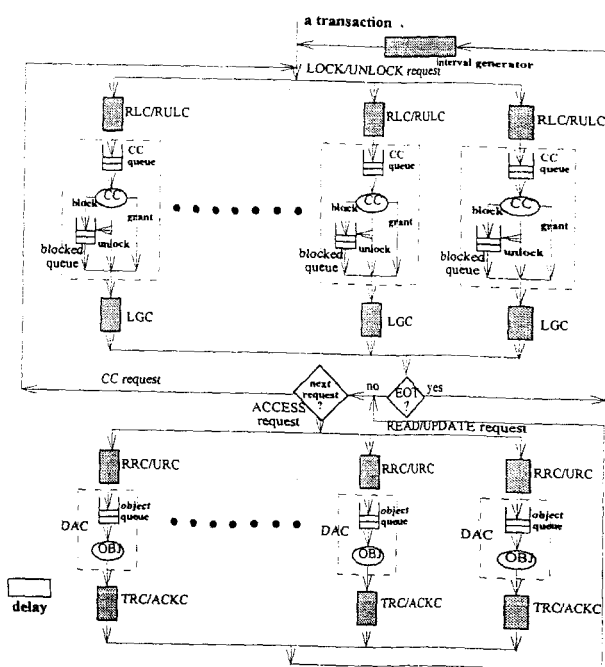 a transaction
interval generator
LOCK/UNLOCK request
RLC/RULC
RLC/RULC
RLC/RULC
CC queue
CC queue
CC queue
CC
CC
CC
block
grant
block
grant
block
grant
unlock
unlock
unlock
blocked queue
blocked queue
blocked queue
LGC
LGC
LGC
CC request
next request ?
no
EOT ?
yes
ACCESS request
READ/UPDATE request
RRC/URC
RRC/URC
RRC/URC
DAC
object queue
DAC
object queue
DAC
object queue
OBJ
OBJ
OBJ
delay
TRC/ACKC
TRC/ACKC
TRC/ACKC